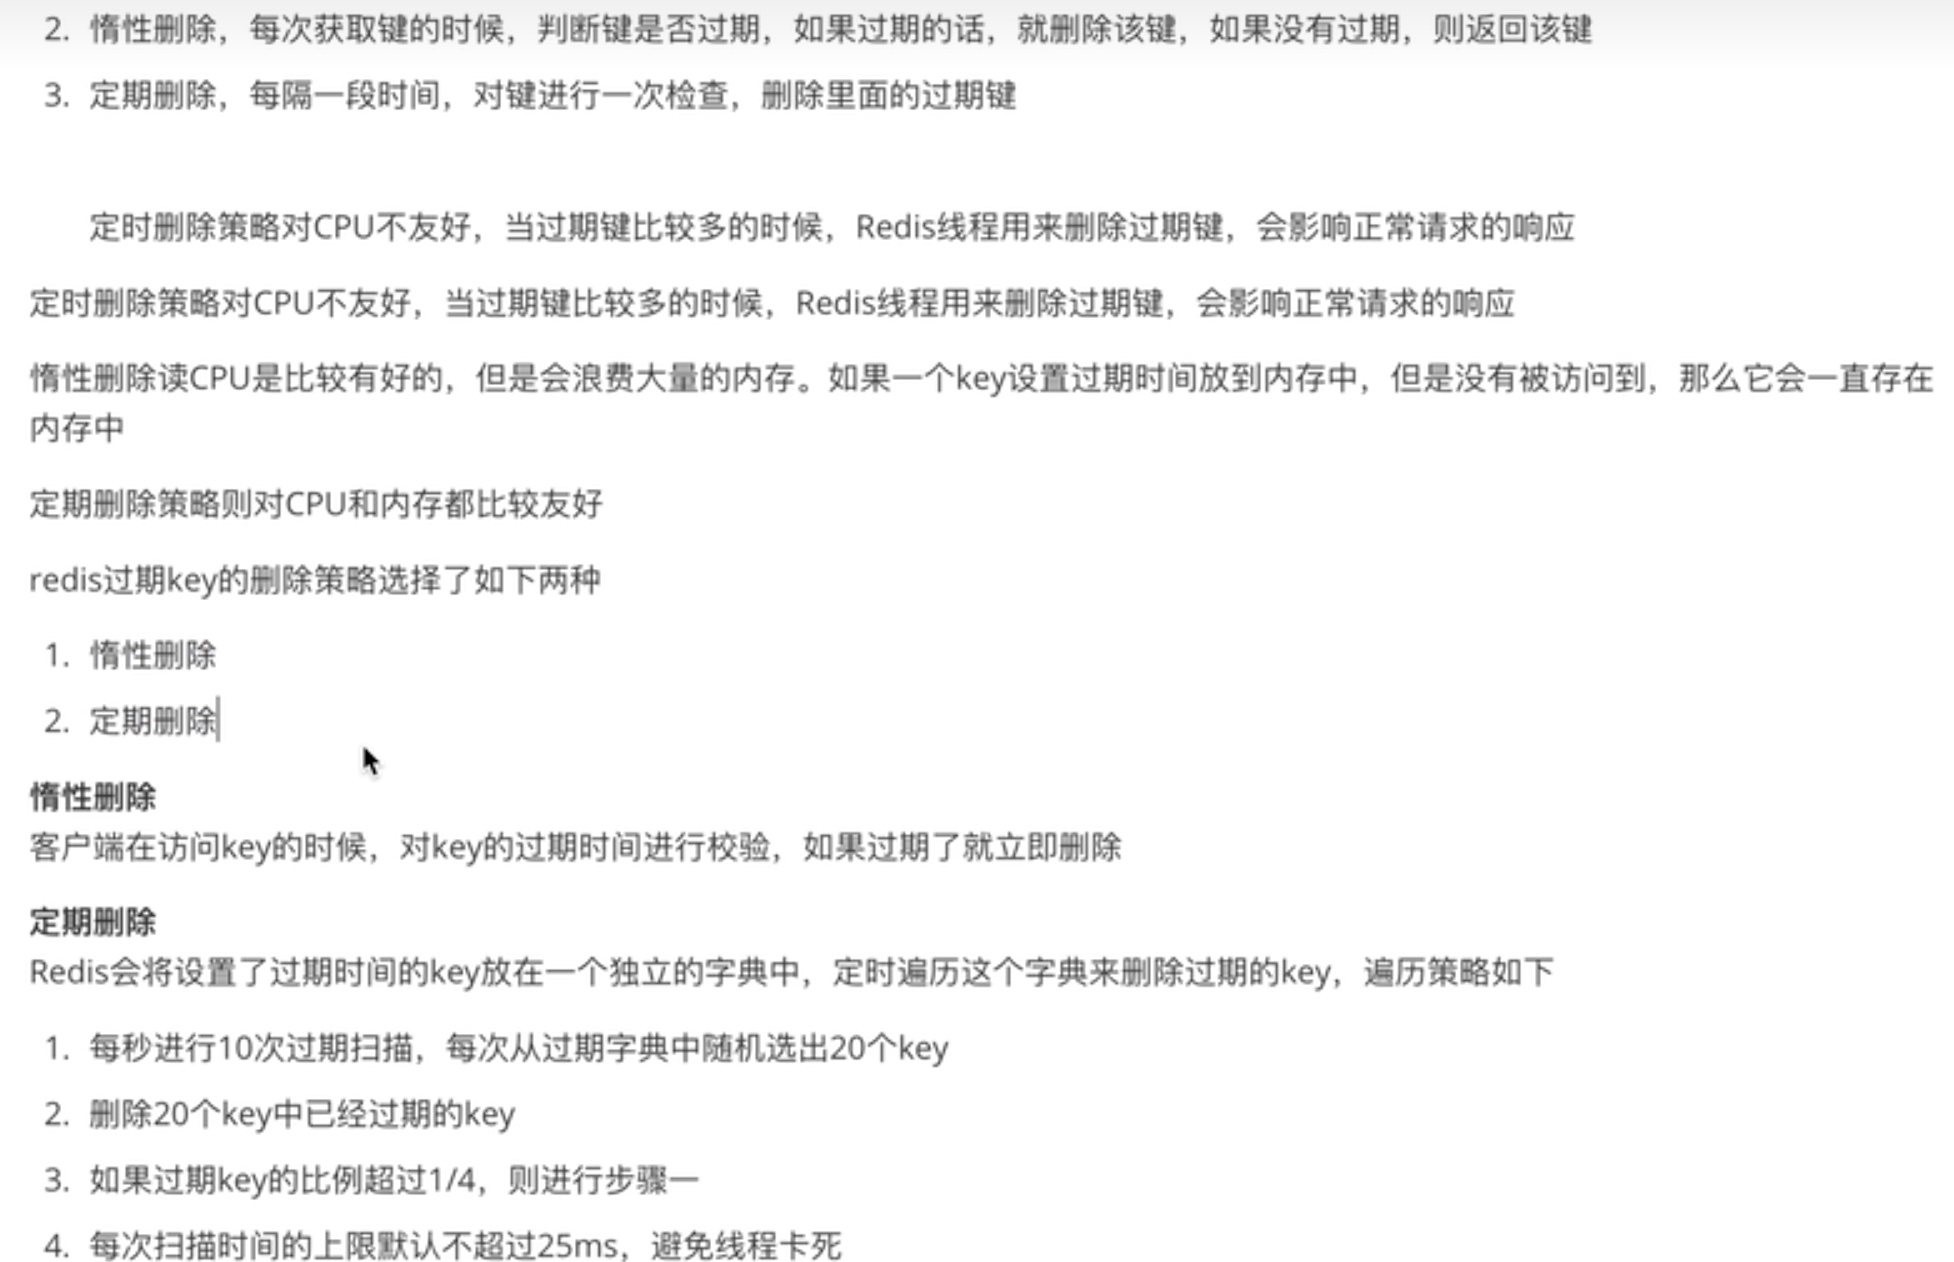 2. 惰性删除，每次获取键的时候，判断键是否过期，如果过期的话，就删除该键，如果没有过期，则返回该键
3. 定期删除，每隔一段时间，对键进行一次检查，删除里面的过期键
定时删除策略对CPU不友好，当过期键比较多的时候，Redis线程用来删除过期键，会影响正常请求的响应
定时删除策略对CPU不友好，当过期键比较多的时候，Redis线程用来删除过期键，会影响正常请求的响应
惰性删除读CPU是比较有好的，但是会浪费大量的内存。如果一个key设置过期时间放到内存中，但是没有被访问到，那么它会一直存在
内存中
定期删除策略则对CPU和内存都比较友好
redis过期key的删除策略选择了如下两种
1. 惰性删除
2. 定期删除
惰性删除
客户端在访问key的时候，对key的过期时间进行校验，如果过期了就立即删除
定期删除
Redis会将设置了过期时间的key放在一个独立的字典中，定时遍历这个字典来删除过期的key，遍历策略如下
1. 每秒进行10次过期扫描，每次从过期字典中随机选出20个key
2. 删除20个key中已经过期的key
3. 如果过期key的比例超过1/4，则进行步骤一
4. 每次扫描时间的上限默认不超过25ms，避免线程卡死